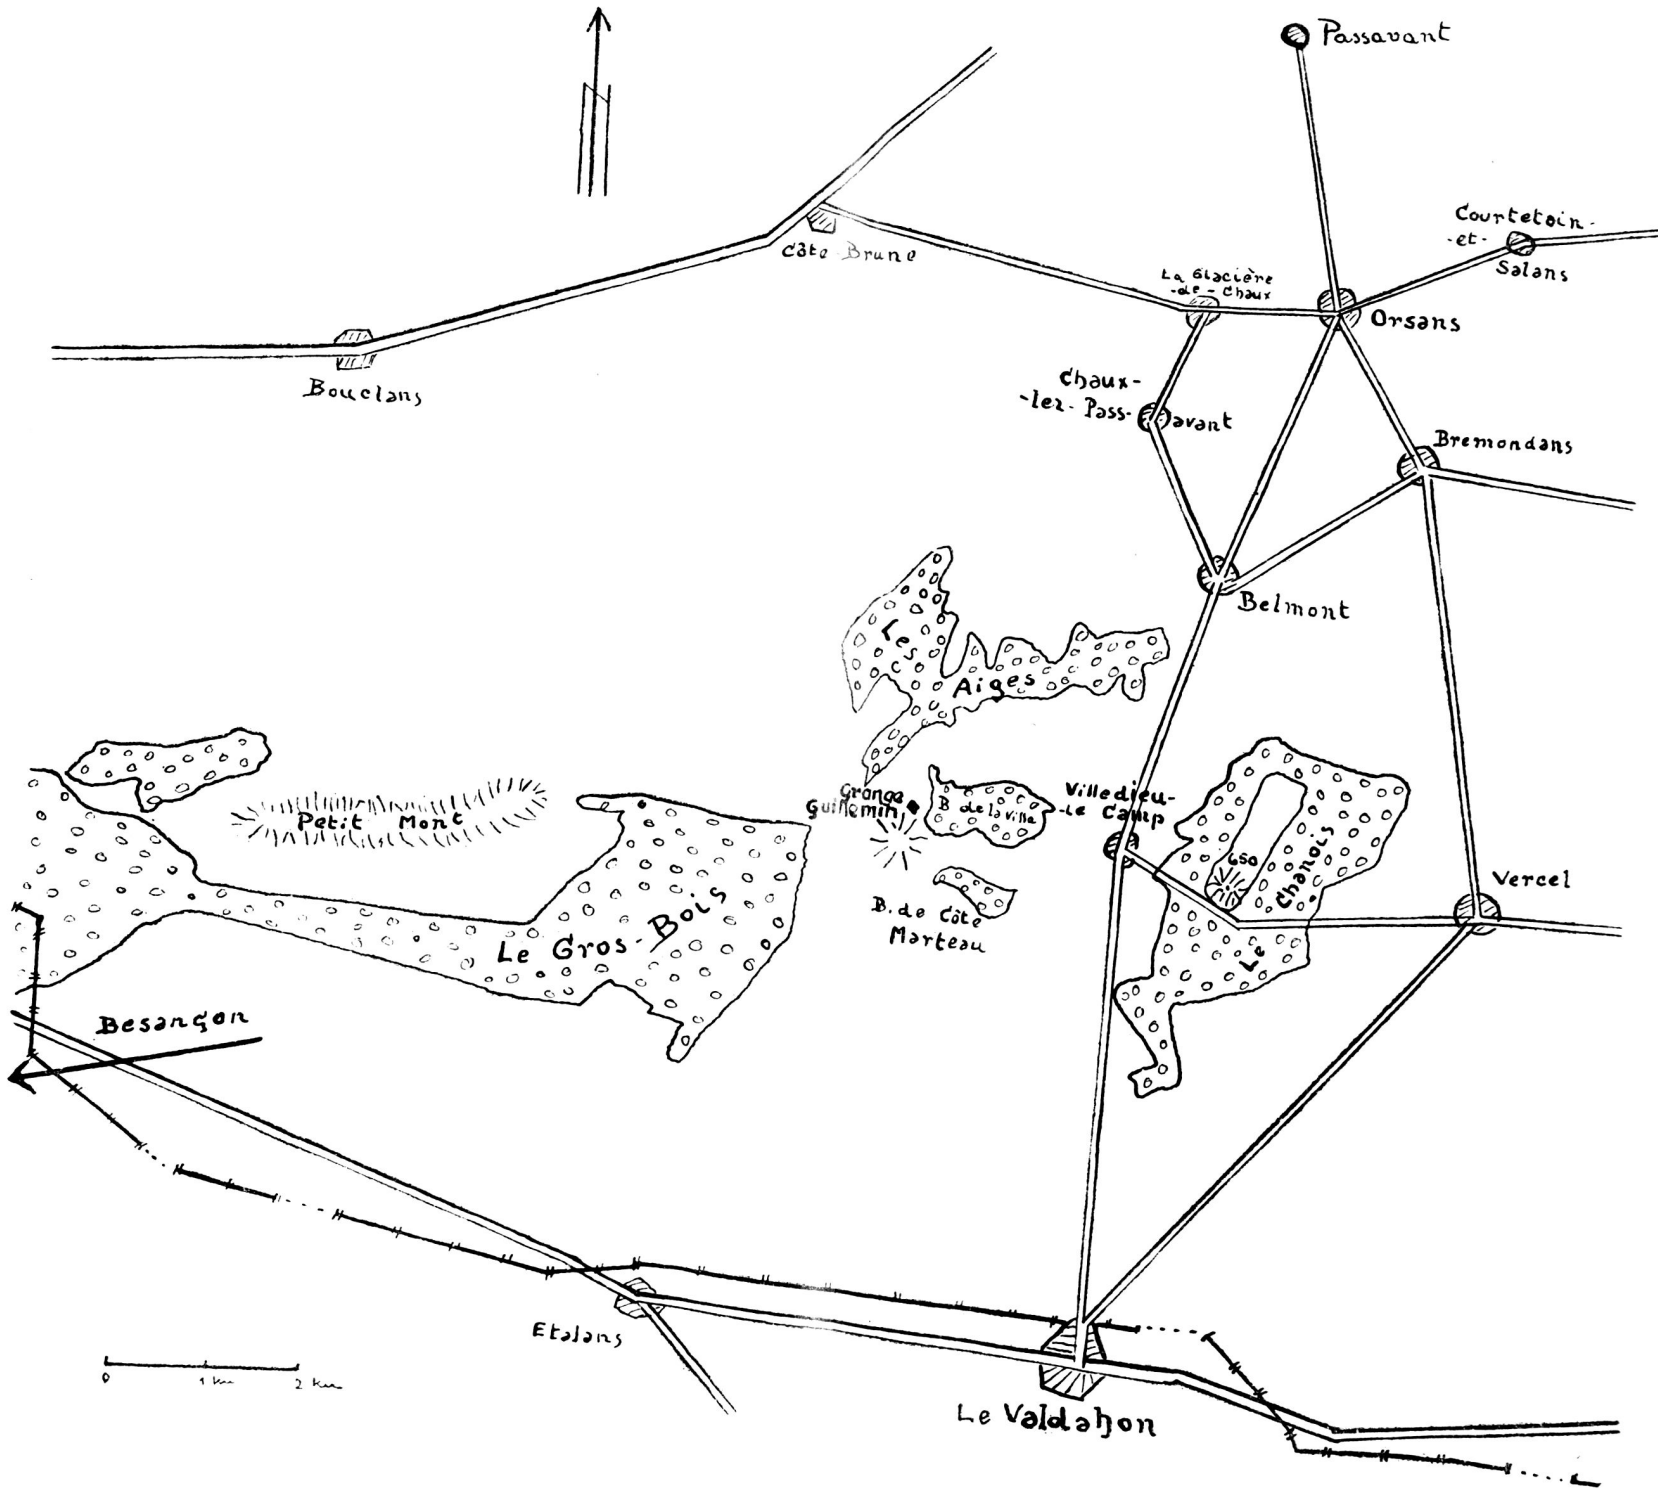 Passavant
Courtetain-
-et-
Salans
Côte Brune
La Glacière
-de-Chaux
Orsans
Bouclans
Chaux-
-lez-Pass-avant
Bremondans
Belmont
Les
Aiges
Grange
Guillemin
B de la Ville
Villedieu-
-Le Camp
Petit Mont
650
Le Chanois
Vercel
B. de Côte
Marteau
Le Gros-Bois
Besançon
Etalans
0 1 km 2 km
Le Valdahon